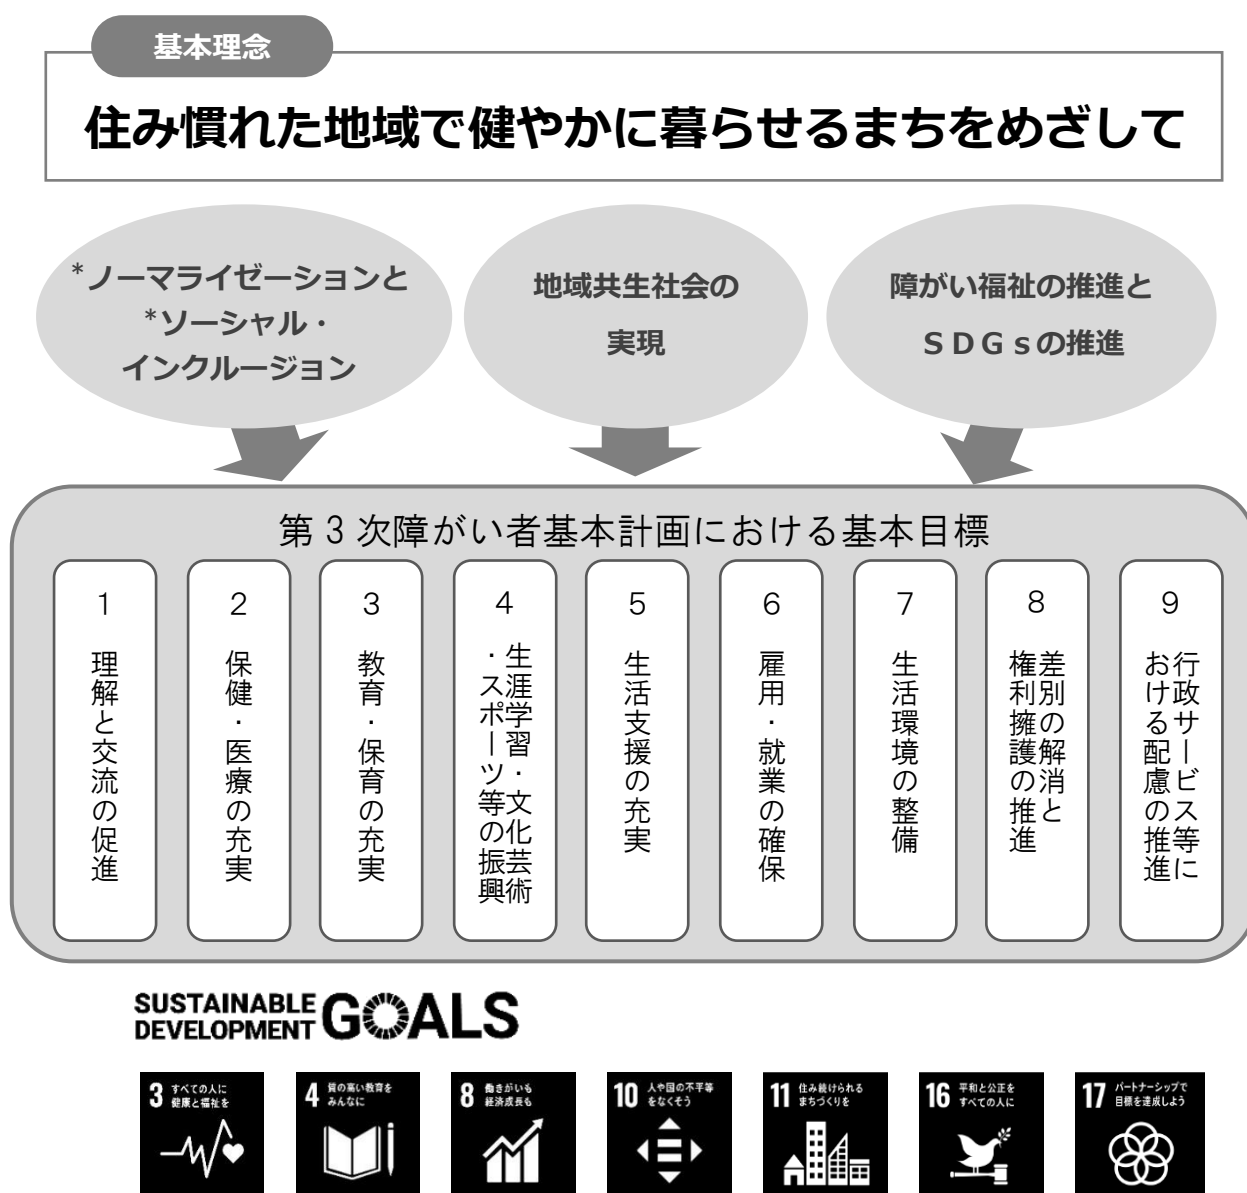 基本理念
住み慣れた地域で健やかに暮らせるまちをめざして
*ノーマライゼーションと
*ソーシャル・
インクルージョン
地域共生社会の
実現
障がい福祉の推進と
ＳＤＧｓの推進
第３次障がい者基本計画における基本目標
１
理解と交流の促進
２
保健・医療の充実
３
教育・保育の充実
４
生涯学習・文化芸術
・スポーツ等の振興
５
生活支援の充実
６
雇用・就業の確保
７
生活環境の整備
８
差別の解消と
権利擁護の推進
９
行政サービス等に
おける配慮の推進
SUSTAINABLE
DEVELOPMENT
GOALS
3 すべての人に
健康と福祉を
4 質の高い教育を
みんなに
8 働きがいも
経済成長も
10 人や国の不平等
をなくそう
11 住み続けられる
まちづくりを
16 平和と公正を
すべての人に
17 パートナーシップで
目標を達成しよう